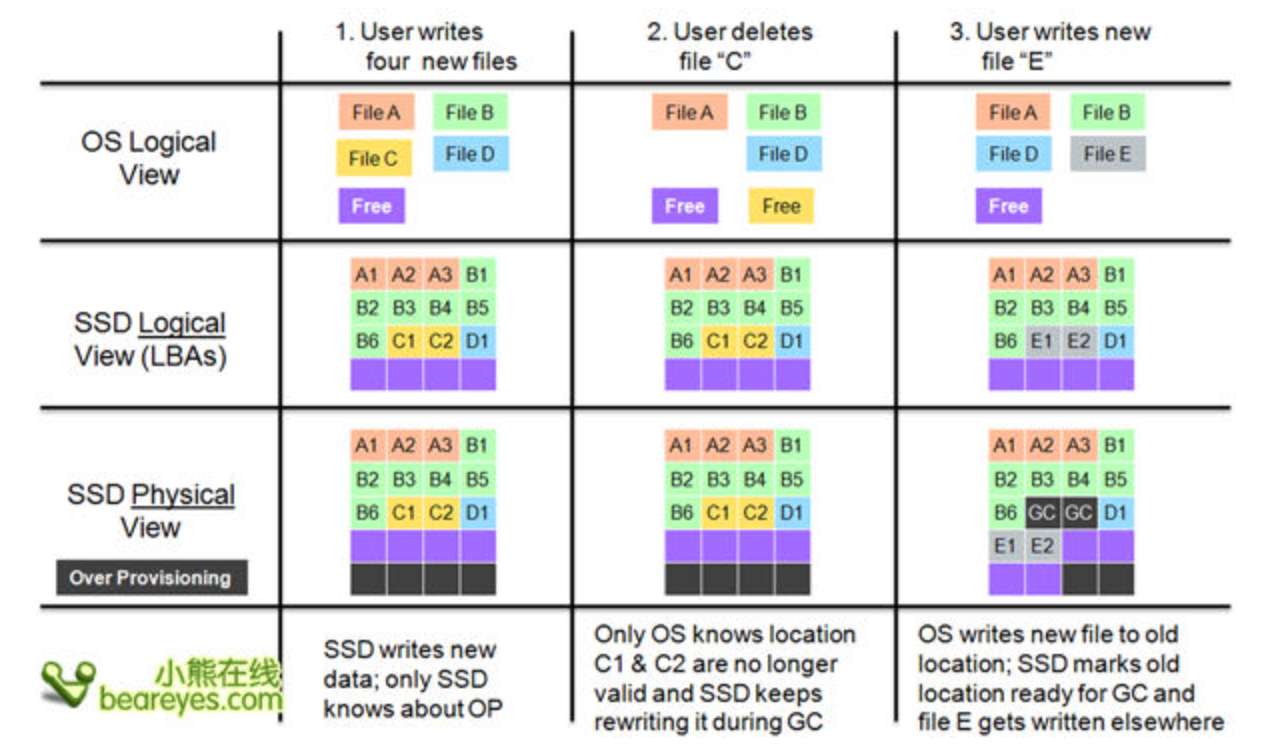 1. User writes
four new files
2. User deletes
file “C”
3. User writes new
file “E”
OS Logical
View
File A File B
File C File D
Free
File A File B
File D
Free Free
File A File B
File D File E
Free
SSD Logical
View (LBAs)
A1 A2 A3 B1
B2 B3 B4 B5
B6 C1 C2 D1
A1 A2 A3 B1
B2 B3 B4 B5
B6 C1 C2 D1
A1 A2 A3 B1
B2 B3 B4 B5
B6 E1 E2 D1
SSD Physical
View
Over Provisioning
A1 A2 A3 B1
B2 B3 B4 B5
B6 C1 C2 D1
A1 A2 A3 B1
B2 B3 B4 B5
B6 C1 C2 D1
A1 A2 A3 B1
B2 B3 B4 B5
B6 GC GC D1
E1 E2
小熊在线
beareyes.com
SSD writes new
data; only SSD
knows about OP
Only OS knows location
C1 & C2 are no longer
valid and SSD keeps
rewriting it during GC
OS writes new file to old
location; SSD marks old
location ready for GC and
file E gets written elsewhere